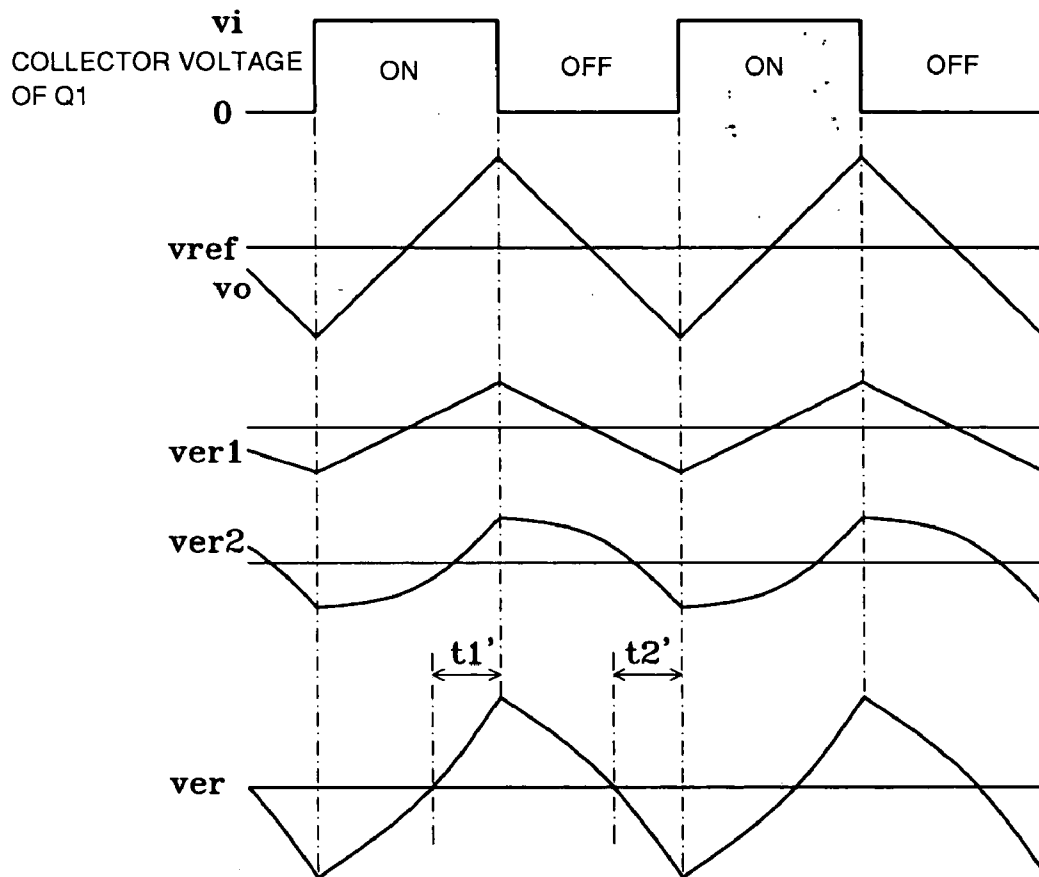 vi
COLLECTOR VOLTAGE
OF Q1
ON OFF ON OFF
0
vref
vo
ver1
ver2
t1' t2'
ver